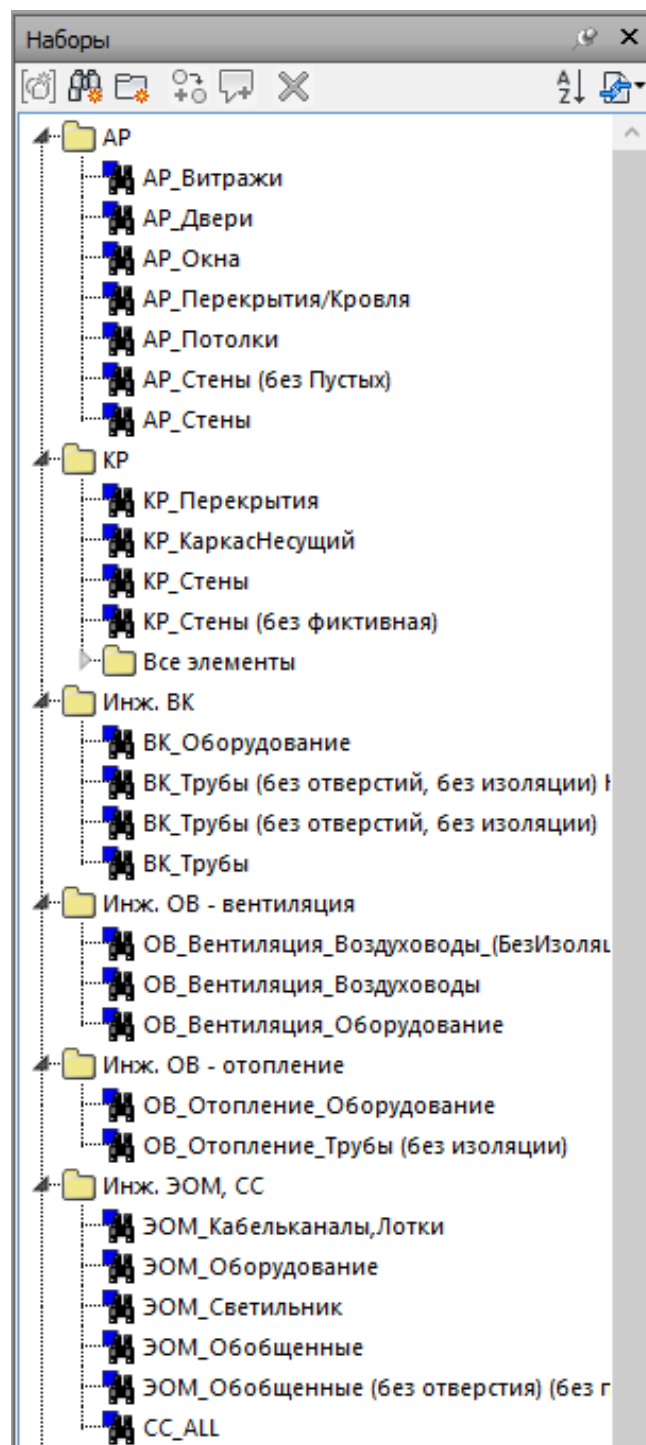 Наборы
AZ
АР
АР_Витражи
АР_Двери
АР_Окна
АР_Перекрытия/Кровля
АР_Потолки
АР_Стены (без Пустых)
АР_Стены
КР
КР_Перекрытия
КР_КаркасНесущий
КР_Стены
КР_Стены (без фиктивная)
Все элементы
Инж. ВК
ВК_Оборудование
ВК_Трубы (без отверстий, без изоляции)
ВК_Трубы (без отверстий, без изоляции)
ВК_Трубы
Инж. ОВ - вентиляция
ОВ_Вентиляция_Воздуховоды_(БезИзоляц
ОВ_Вентиляция_Воздуховоды
ОВ_Вентиляция_Оборудование
Инж. ОВ - отопление
ОВ_Отопление_Оборудование
ОВ_Отопление_Трубы (без изоляции)
Инж. ЭОМ, СС
ЭОМ_Кабельканалы,Лотки
ЭОМ_Оборудование
ЭОМ_Светильник
ЭОМ_Обобщенные
ЭОМ_Обобщенные (без отверстия) (без г
СС_ALL